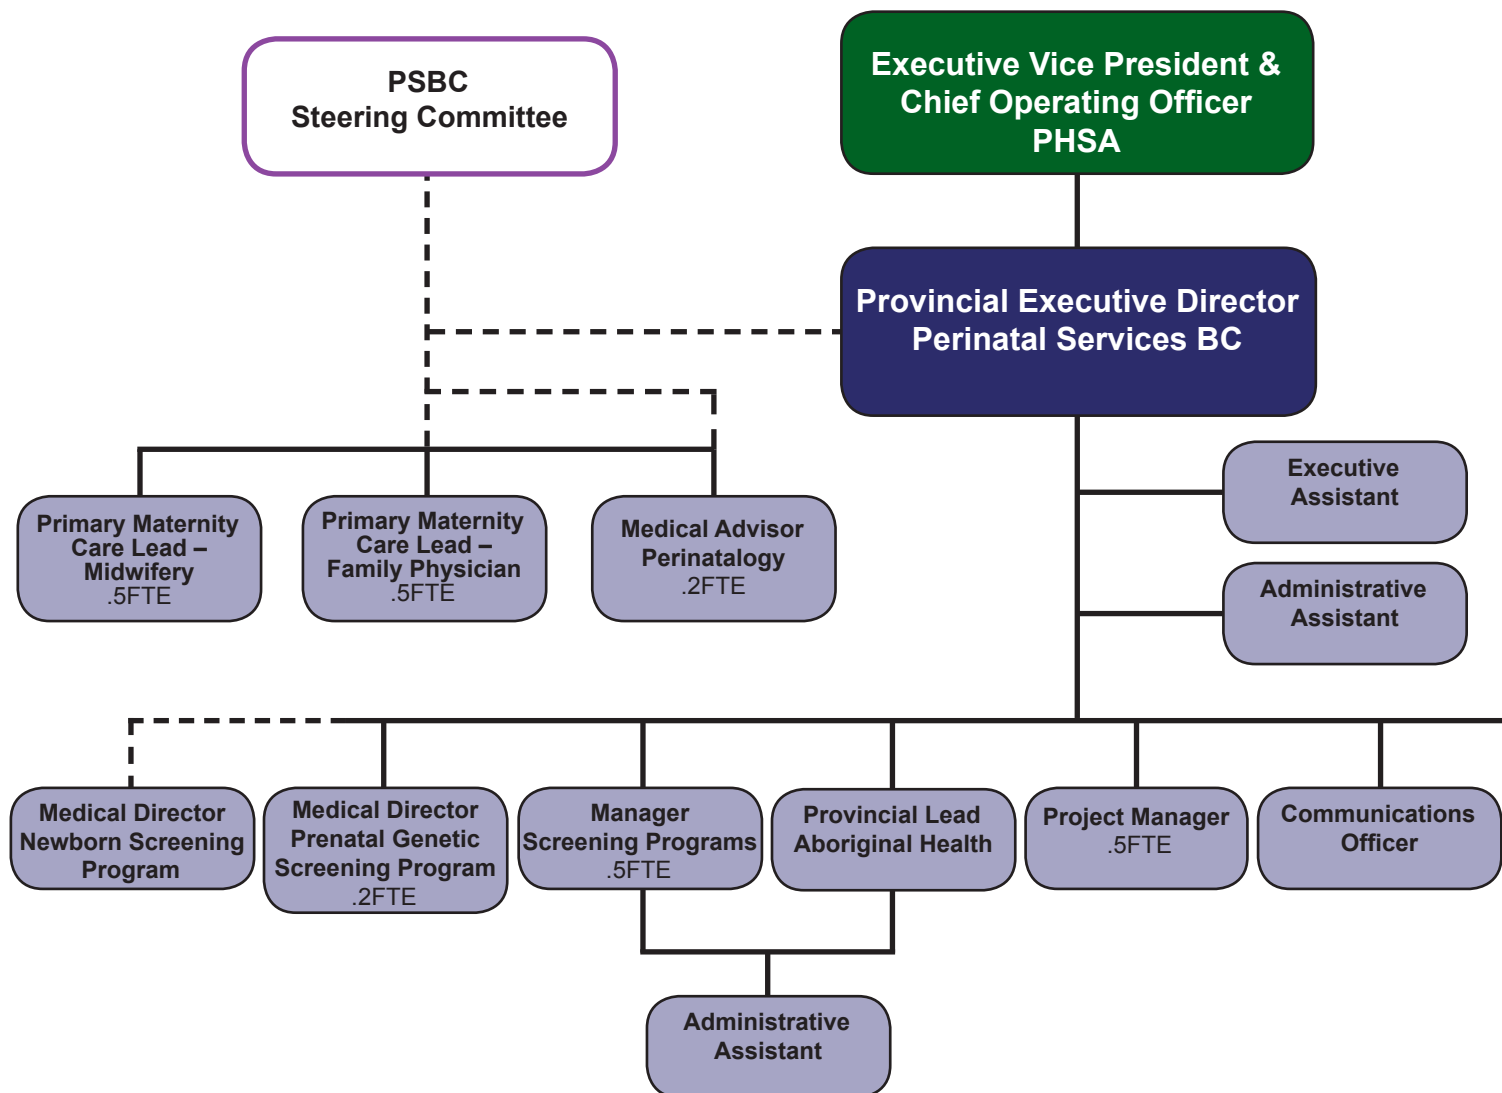 PSBC
Steering Committee
Executive Vice President &
Chief Operating Officer
PHSA
Provincial Executive Director
Perinatal Services BC
Executive
Assistant
Administrative
Assistant
Primary Maternity
Care Lead –
Midwifery
.5FTE
Primary Maternity
Care Lead –
Family Physician
.5FTE
Medical Advisor
Perinatalogy
.2FTE
Medical Director
Newborn Screening
Program
Medical Director
Prenatal Genetic
Screening Program
.2FTE
Manager
Screening Programs
.5FTE
Provincial Lead
Aboriginal Health
Project Manager
.5FTE
Communications
Officer
Administrative
Assistant